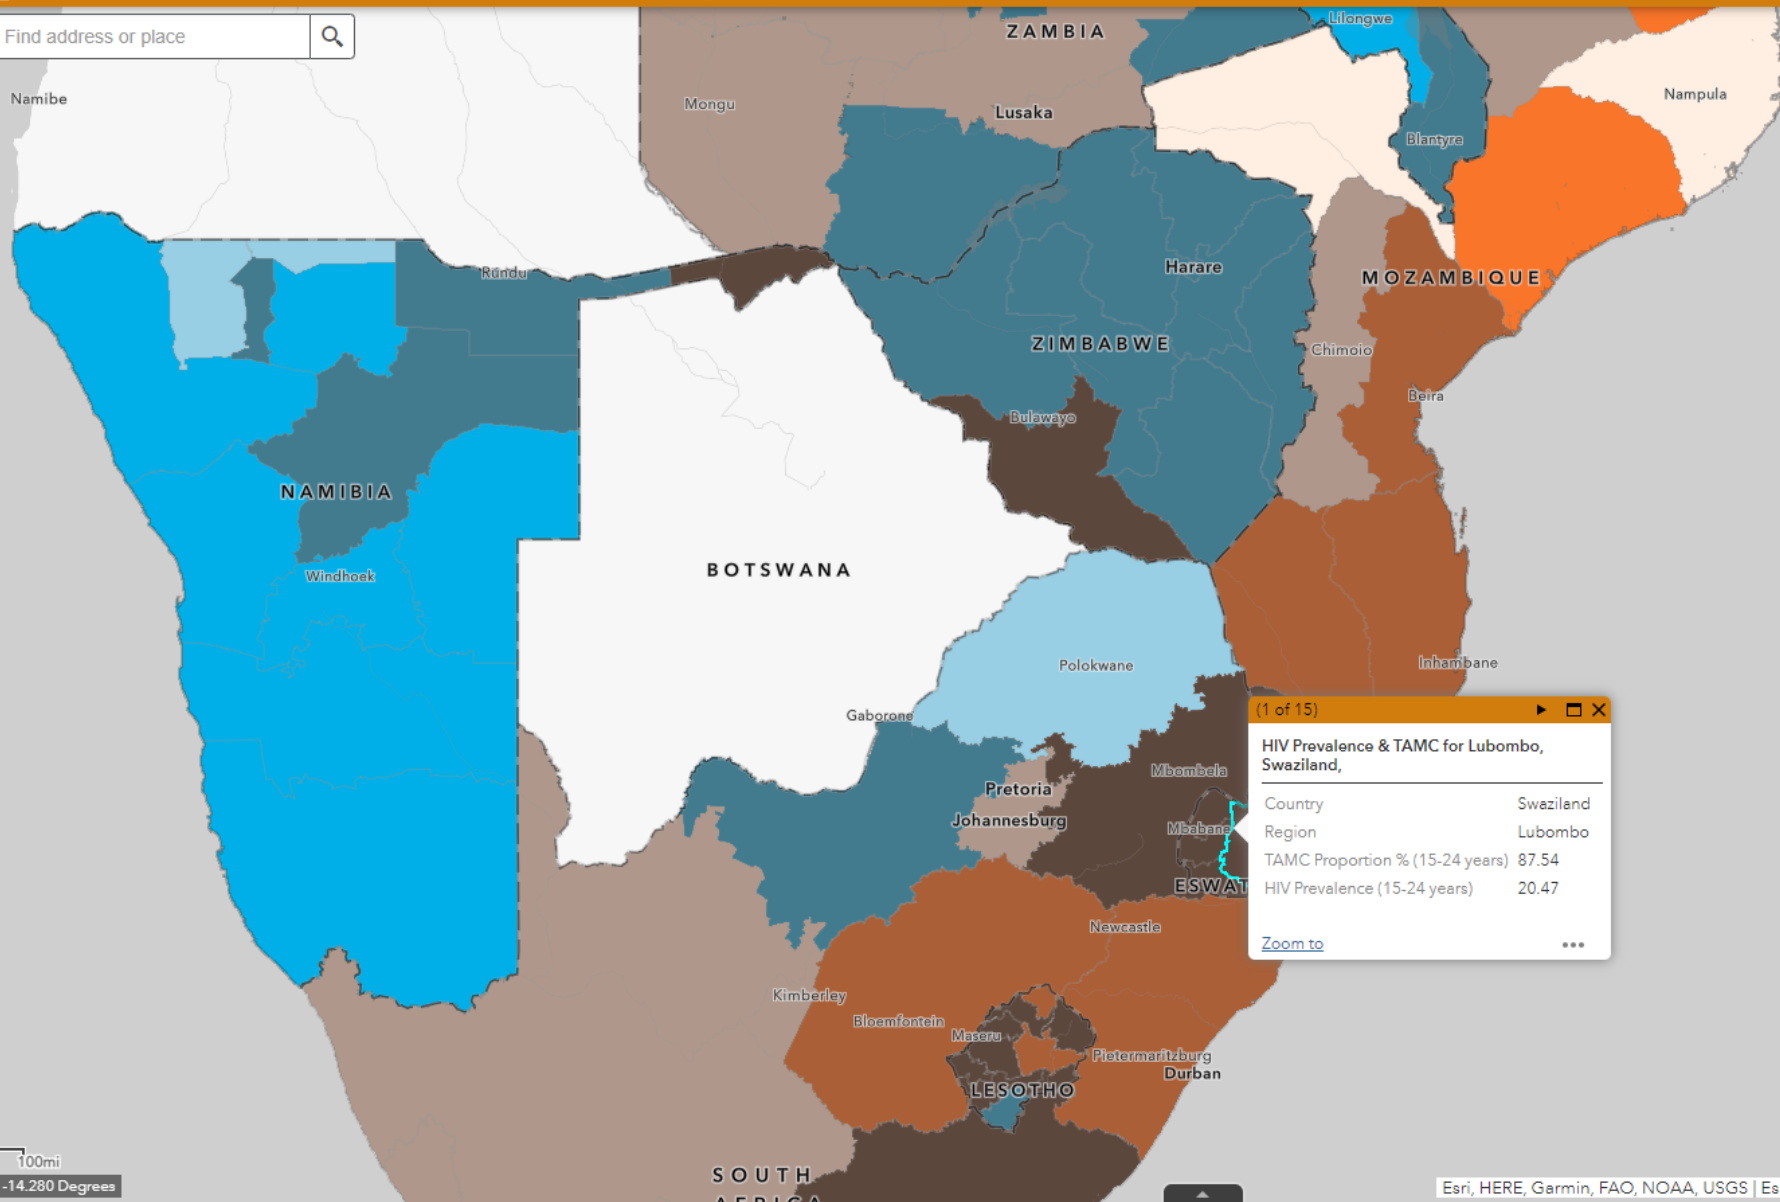 Find address or place
Lilongwe
ZAMBIA
Namibe
Mongu
Lusaka
Nampula
Blantyre
Rundu
Harare
MOZAMBIQUE
ZIMBABWE
Chimoio
Beira
Bulawayo
NAMIBIA
Windhoek
BOTSWANA
Polokwane
Inhambane
Gaborone
(1 of 15)
HIV Prevalence & TAMC for Lubombo,
Swaziland,
Country Swaziland
Region Lubombo
TAMC Proportion % (15-24 years) 87.54
HIV Prevalence (15-24 years) 20.47
Zoom to
Mbombela
Pretoria
Johannesburg
Mbabane
ESWAT
Newcastle
Kimberley
Bloemfontein
Maseru
Pietermaritzburg
Durban
LESOTHO
100mi
SOUTH
AFRICA
-14.280 Degrees
Esri, HERE, Garmin, FAO, NOAA, USGS | Es